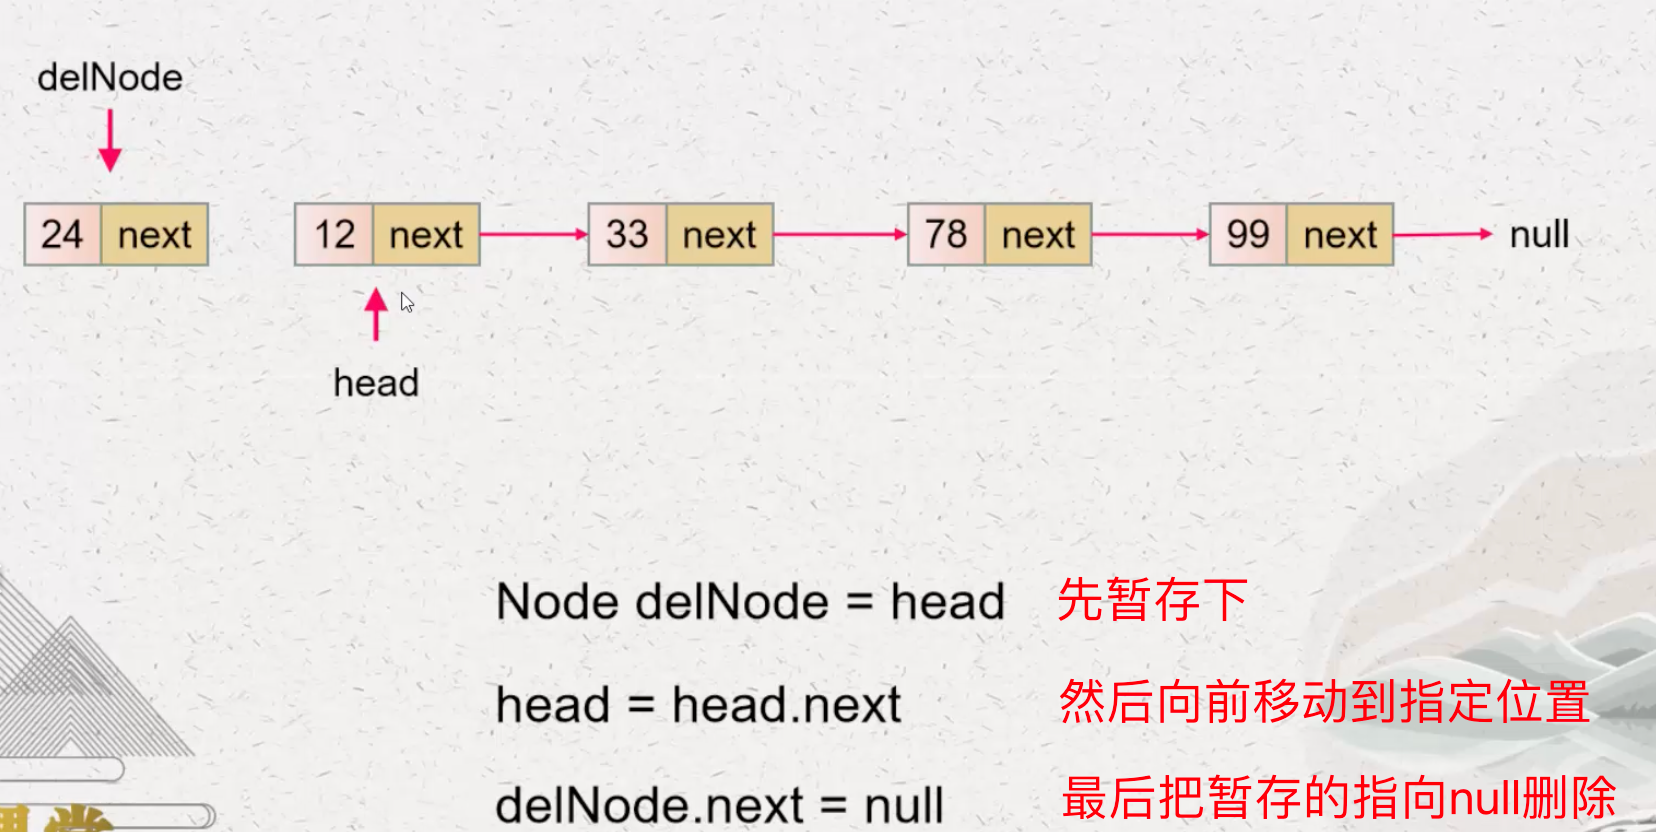 delNode
24 next 12 next 33 next 78 next 99 next null
head
Node delNode = head 先暂存下
head = head.next 然后向前移动到指定位置
delNode.next = null 最后把暂存的指向null删除